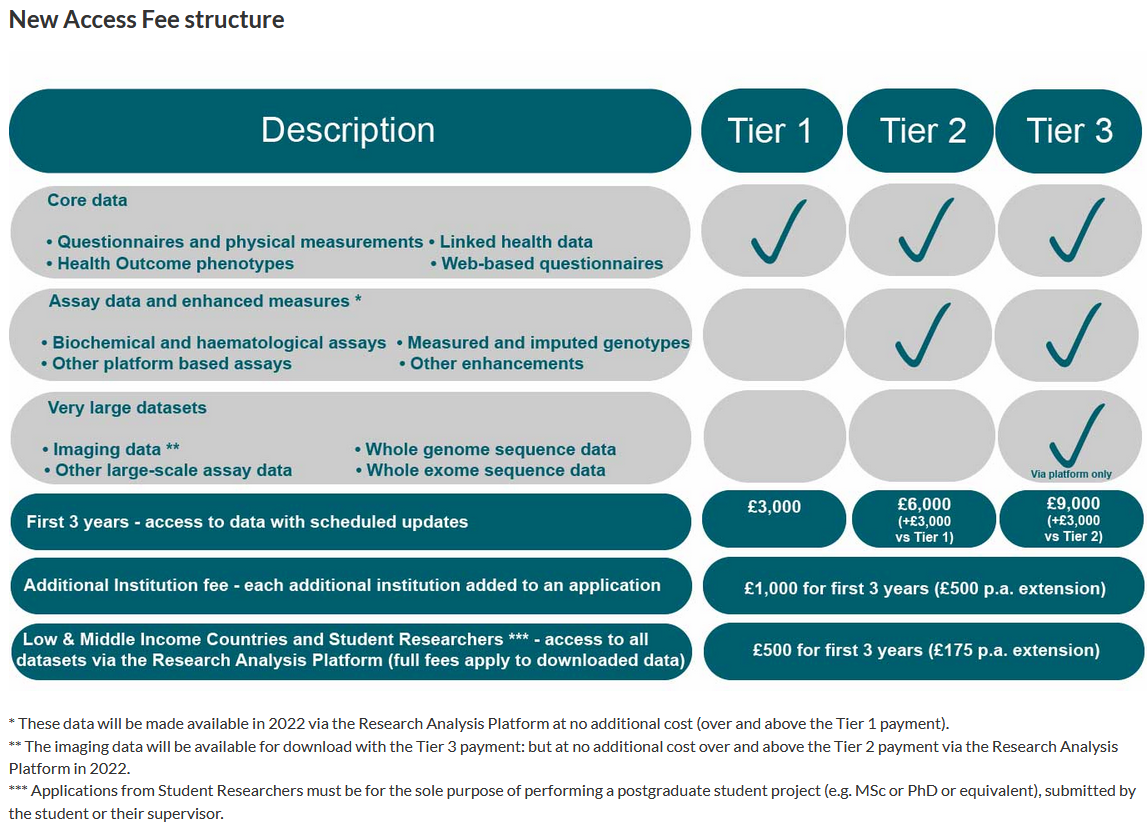 New Access Fee structure
Description
Tier 1
Tier 2
Tier 3
Core data
• Questionnaires and physical measurements • Linked health data
• Health Outcome phenotypes • Web-based questionnaires
Assay data and enhanced measures *
• Biochemical and haematological assays • Measured and imputed genotypes
• Other platform based assays • Other enhancements
Very large datasets
• Imaging data ** • Whole genome sequence data
• Other large-scale assay data • Whole exome sequence data
Via platform only
First 3 years - access to data with scheduled updates
£3,000
£6,000
(+£3,000
vs Tier 1)
£9,000
(+£3,000
vs Tier 2)
Additional Institution fee - each additional institution added to an application
£1,000 for first 3 years (£500 p.a. extension)
Low & Middle Income Countries and Student Researchers *** - access to all
datasets via the Research Analysis Platform (full fees apply to downloaded data)
£500 for first 3 years (£175 p.a. extension)
* These data will be made available in 2022 via the Research Analysis Platform at no additional cost (over and above the Tier 1 payment).
** The imaging data will be available for download with the Tier 3 payment: but at no additional cost over and above the Tier 2 payment via the Research Analysis
Platform in 2022.
*** Applications from Student Researchers must be for the sole purpose of performing a postgraduate student project (e.g. MSc or PhD or equivalent), submitted by
the student or their supervisor.